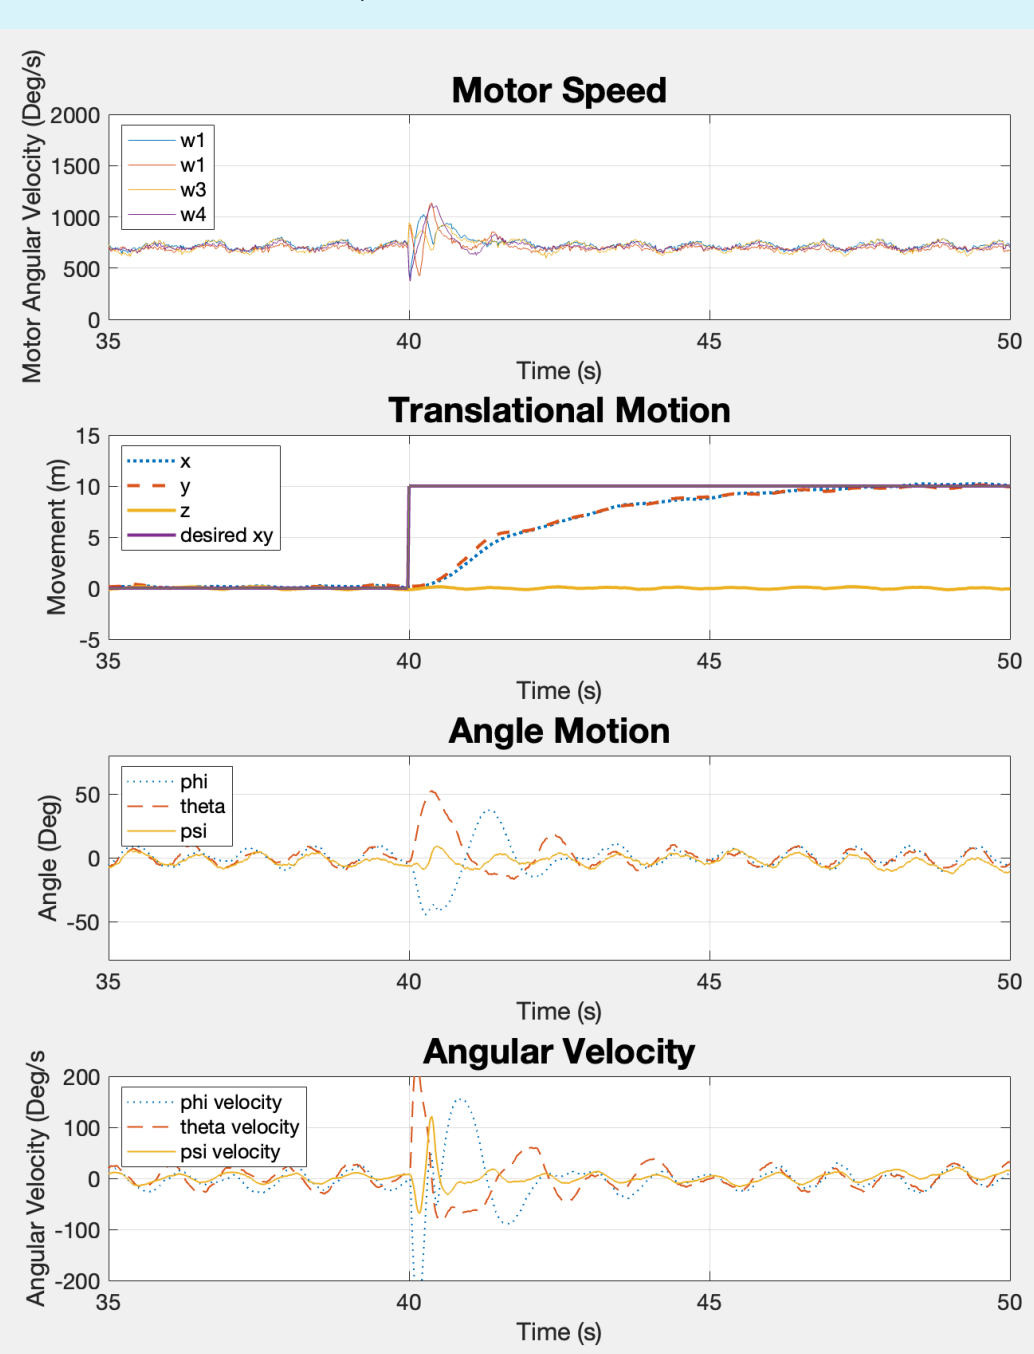 Motor Speed
Motor Angular Velocity (Deg/s)
2000
1500
1000
500
0
w1
w1
w3
w4
35
40
45
50
Time (s)
Translational Motion
Movement (m)
15
10
5
0
-5
x
y
z
desired xy
35
40
45
50
Time (s)
Angle Motion
Angle (Deg)
50
0
-50
phi
theta
psi
35
40
45
50
Time (s)
Angular Velocity
Angular Velocity (Deg/s
200
100
0
-100
-200
phi velocity
theta velocity
psi velocity
35
40
45
50
Time (s)